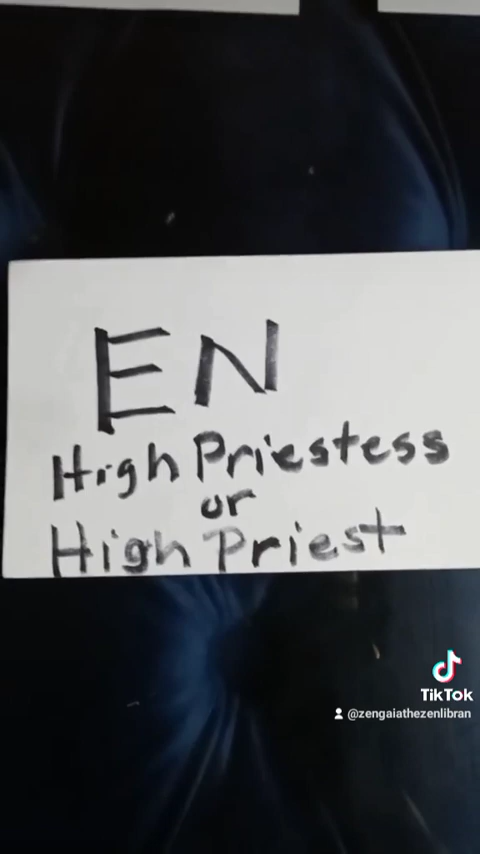 EN
High Priestess
or
High Priest
TikTok
@zengaiathezenlibran